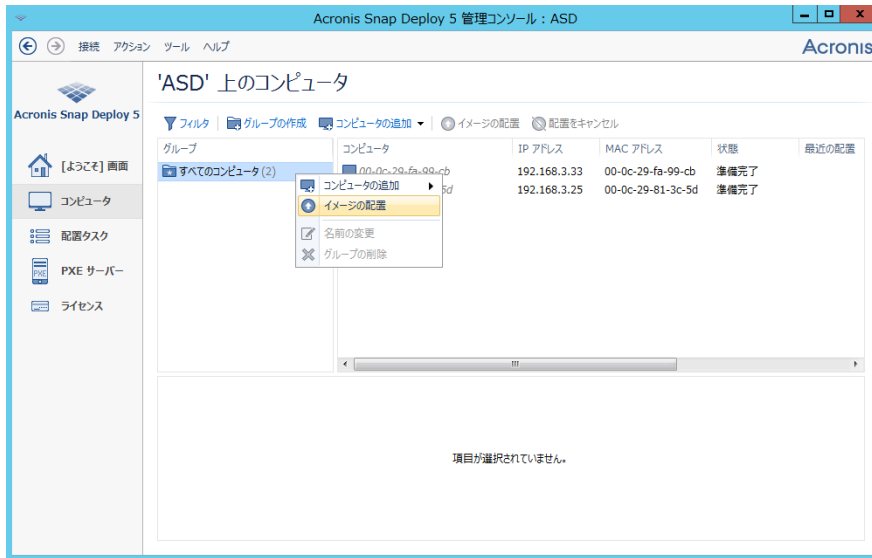 Acronis Snap Deploy 5 管理コンソール：ASD
接続 アクション ツール ヘルプ
Acronis
Acronis Snap Deploy 5
[ようこそ] 画面
コンピュータ
配置タスク
PXE
PXE サーバー
ライセンス
'ASD' 上のコンピュータ
フィルタ グループの作成 コンピュータの追加 イメージの配置 配置をキャンセル
グループ コンピュータ IP アドレス MAC アドレス 状態 最近の配置
すべてのコンピュータ (2) 00-0c-29-fa-99-cb 192.168.3.33 00-0c-29-fa-99-cb 準備完了
5d 192.168.3.25 00-0c-29-81-3c-5d 準備完了
コンピュータの追加
イメージの配置
名前の変更
グループの削除
項目が選択されていません。